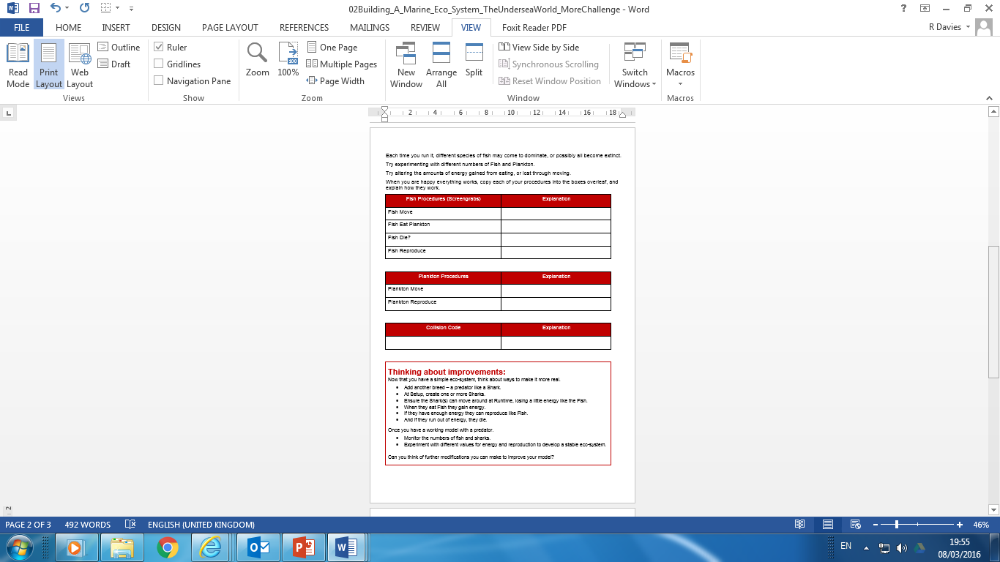 02Building_A_Marine_Eco_System_TheUnderseaWorld_MoreChallenge - Word
FILE HOME INSERT DESIGN PAGE LAYOUT REFERENCES MAILINGS REVIEW VIEW Foxit Reader PDF R Davies
Read Mode
Print Layout
Web Layout
Outline
Draft
Views
Ruler
Gridlines
Navigation Pane
Show
Zoom
100%
One Page
Multiple Pages
Page Width
Zoom
New Window
Arrange All
Split
View Side by Side
Synchronous Scrolling
Reset Window Position
Window
Switch Windows
Macros
Macros
2 4 6 8 10 12 14 16 18
Each time you run it, different species of fish may come to dominate, or possibly all become extinct.
Try experimenting with different numbers of Fish and Plankton.
Try altering the amounts of energy gained from eating, or lost through moving.
When you are happy everything works, copy each of your procedures into the boxes overleaf, and
explain how they work.
Fish Procedures (Screengrabs) Explanation
Fish Move
Fish Eat Plankton
Fish Die?
Fish Reproduce
Plankton Procedures Explanation
Plankton Move
Plankton Reproduce
Collision Code Explanation
Thinking about improvements:
Now that you have a simple eco-system, think about ways to make it more real.
• Add another breed – a predator like a Shark.
• At Setup, create one or more Sharks.
• Ensure the Shark(s) can move around at Runtime, losing a little energy like the Fish.
• When they eat Fish they gain energy.
• If they have enough energy they can reproduce like Fish.
• And if they run out of energy, they die.
Once you have a working model with a predator.
• Monitor the numbers of fish and sharks.
• Experiment with different values for energy and reproduction to develop a stable eco-system.
Can you think of further modifications you can make to improve your model?
2
PAGE 2 OF 3 492 WORDS ENGLISH (UNITED KINGDOM) 46%
EN 19:55
08/03/2016